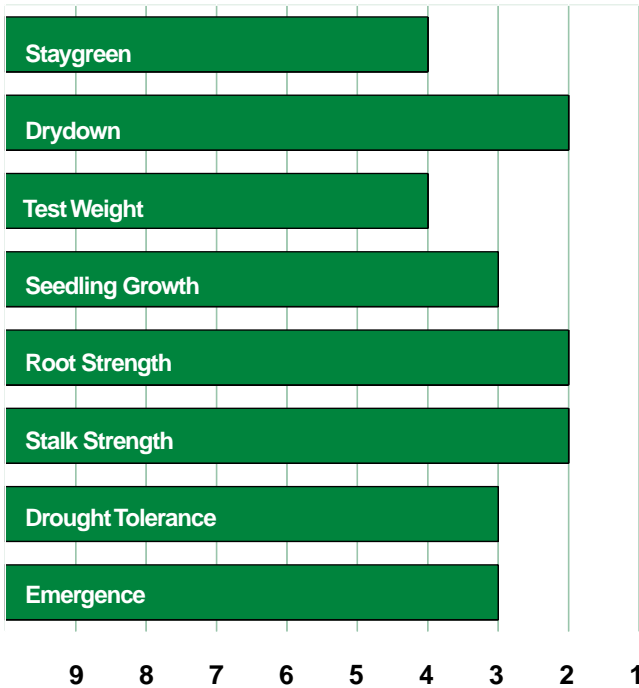 Staygreen
Drydown
Test Weight
Seedling Growth
Root Strength
Stalk Strength
Drought Tolerance
Emergence
9 8 7 6 5 4 3 2 1